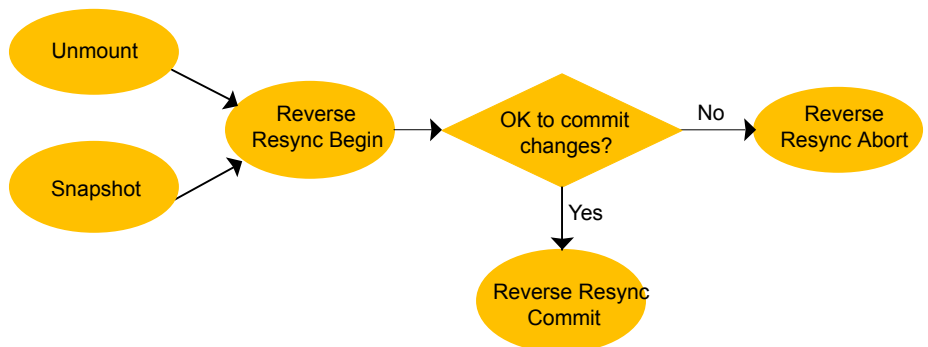 Unmount
Snapshot
Reverse
Resync Begin
OK to commit
changes?
No
Reverse
Resync Abort
Yes
Reverse Resync
Commit